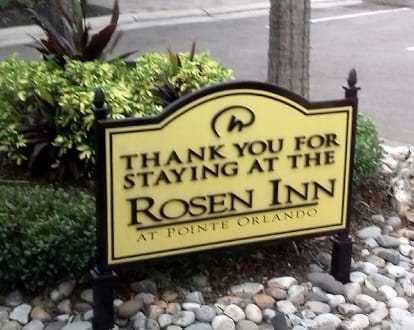 THANK YOU FOR
STAYING AT THE
ROSEN INN
AT POINTE ORLANDO